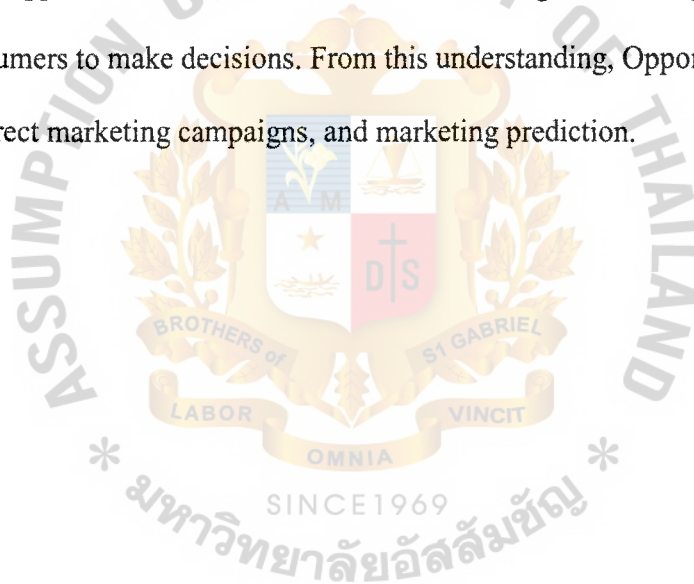 umers to make decisions. From this understanding, Oppor
rect marketing campaigns, and marketing prediction.
ASSUMPTION
OF THAILAND
A M
D S
BROTHERS of ST GABRIEL
LABOR VINCIT
OMNIA
SINCE1969
มหาวิทยาลัยอัสสัมชัญ